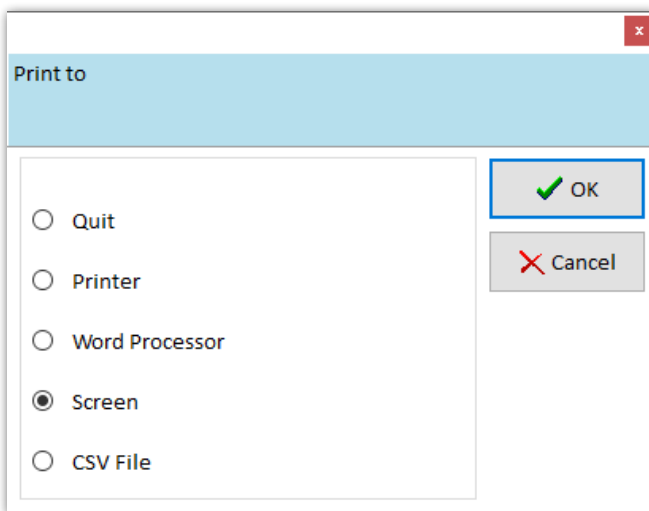 x
Print to
OK
Cancel
Quit
Printer
Word Processor
Screen
CSV File